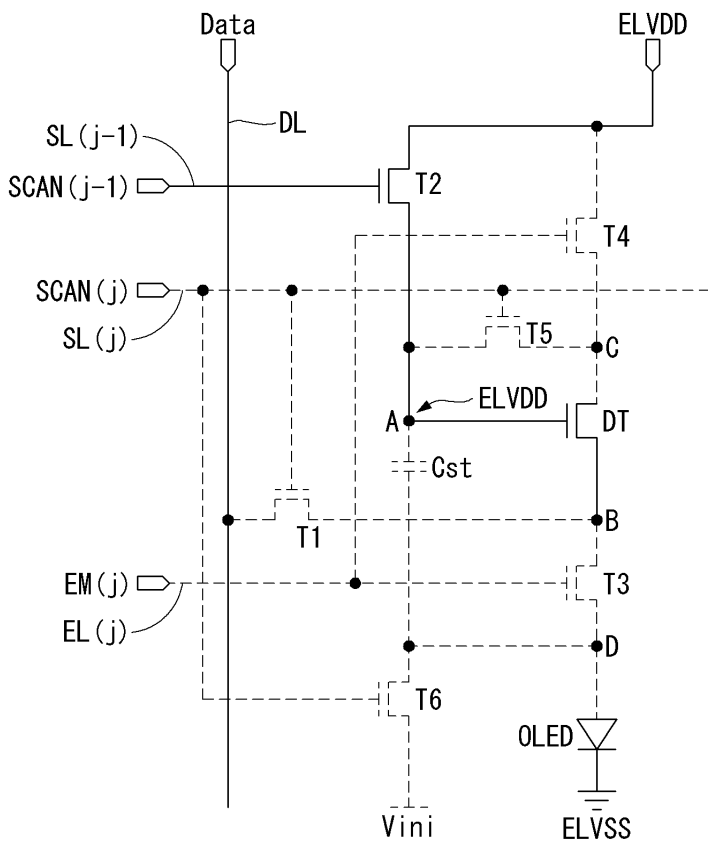 Data
ELVDD
DL
SL(j-1)
SCAN(j-1)
T2
T4
SCAN(j)
SL(j)
T5
C
ELVDD
A
DT
Cst
B
T1
EM(j)
T3
EL(j)
D
T6
OLED
Vini
ELVSS